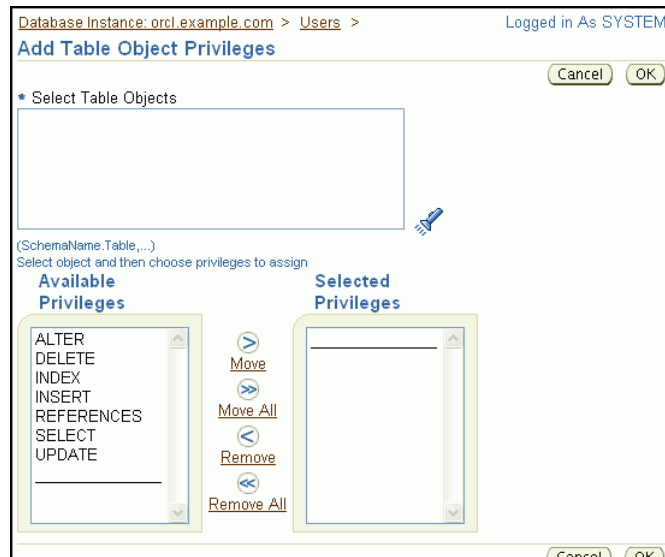 Database Instance: orcl.example.com > Users >
Logged in As SYSTEM
Add Table Object Privileges
Cancel OK
* Select Table Objects
(SchemaName.Table,...)
Select object and then choose privileges to assign
Available Privileges
Selected Privileges
ALTER
DELETE
INDEX
INSERT
REFERENCES
SELECT
UPDATE
Move
Move All
Remove
Remove All
Cancel OK